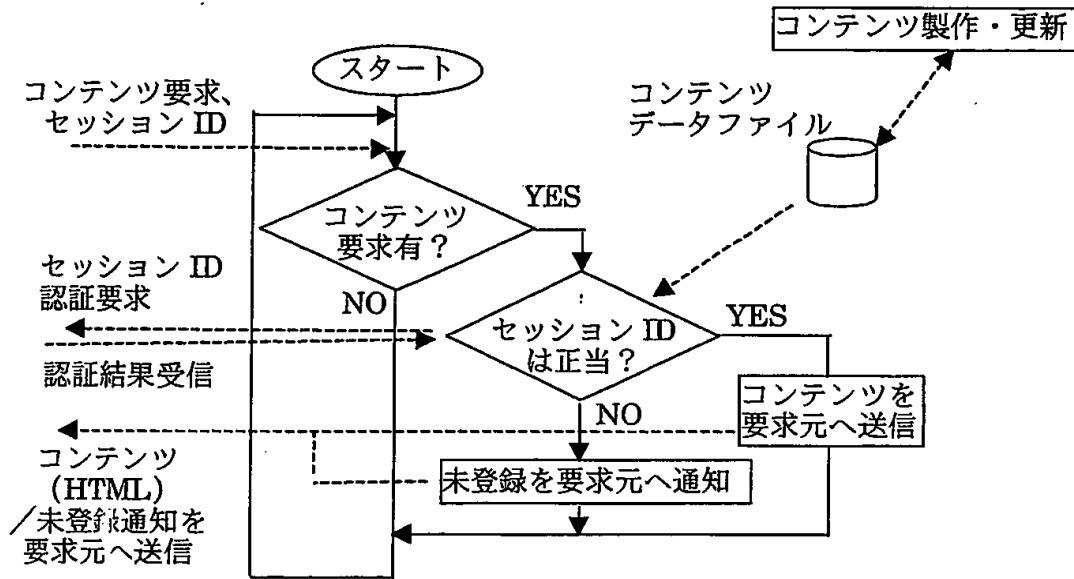 コンテンツ製作・更新
スタート
コンテンツ要求、
セッション ID
コンテンツ
データファイル
コンテンツ
要求有？
YES
セッション ID
認証要求
NO
セッション ID
は正当？
YES
認証結果受信
コンテンツを
要求元へ送信
NO
コンテンツ
(HTML)
／未登録通知を
要求元へ送信
未登録を要求元へ通知